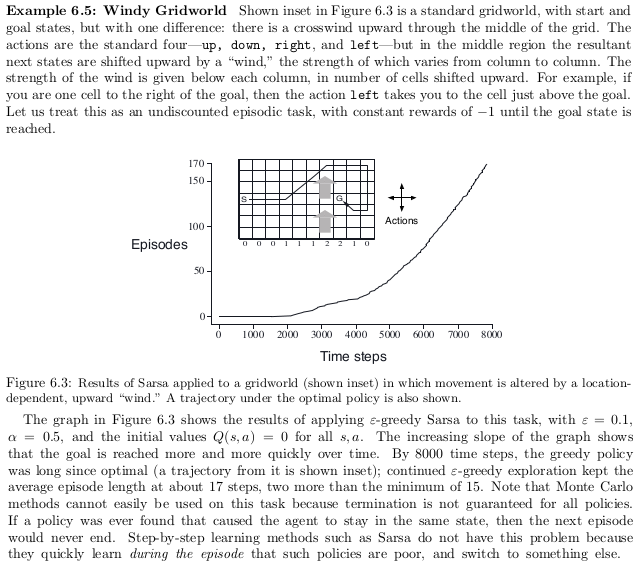 Example 6.5: Windy Gridworld Shown inset in Figure 6.3 is a standard gridworld, with start and
goal states, but with one difference: there is a crosswind upward through the middle of the grid. The
actions are the standard four—up, down, right, and left—but in the middle region the resultant
next states are shifted upward by a “wind,” the strength of which varies from column to column. The
strength of the wind is given below each column, in number of cells shifted upward. For example, if
you are one cell to the right of the goal, then the action left takes you to the cell just above the goal.
Let us treat this as an undiscounted episodic task, with constant rewards of −1 until the goal state is
reached.
170
150
100
50
0
Episodes
S
G
0 0 0 1 1 1 2 2 1 0
Actions
0 1000 2000 3000 4000 5000 6000 7000 8000
Time steps
Figure 6.3: Results of Sarsa applied to a gridworld (shown inset) in which movement is altered by a location-
dependent, upward “wind.” A trajectory under the optimal policy is also shown.
The graph in Figure 6.3 shows the results of applying ε-greedy Sarsa to this task, with ε = 0.1,
α = 0.5, and the initial values Q(s, a) = 0 for all s, a. The increasing slope of the graph shows
that the goal is reached more and more quickly over time. By 8000 time steps, the greedy policy
was long since optimal (a trajectory from it is shown inset); continued ε-greedy exploration kept the
average episode length at about 17 steps, two more than the minimum of 15. Note that Monte Carlo
methods cannot easily be used on this task because termination is not guaranteed for all policies.
If a policy was ever found that caused the agent to stay in the same state, then the next episode
would never end. Step-by-step learning methods such as Sarsa do not have this problem because
they quickly learn during the episode that such policies are poor, and switch to something else.